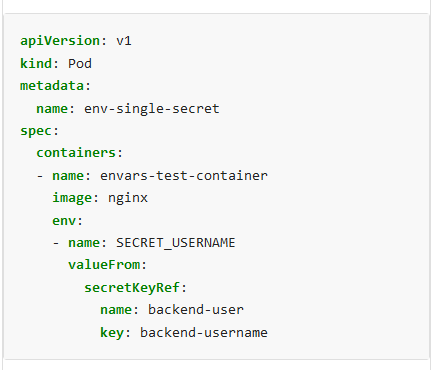 apiVersion: v1
kind: Pod
metadata:
  name: env-single-secret
spec:
  containers:
  - name: envars-test-container
    image: nginx
    env:
    - name: SECRET_USERNAME
      valueFrom:
        secretKeyRef:
          name: backend-user
          key: backend-username